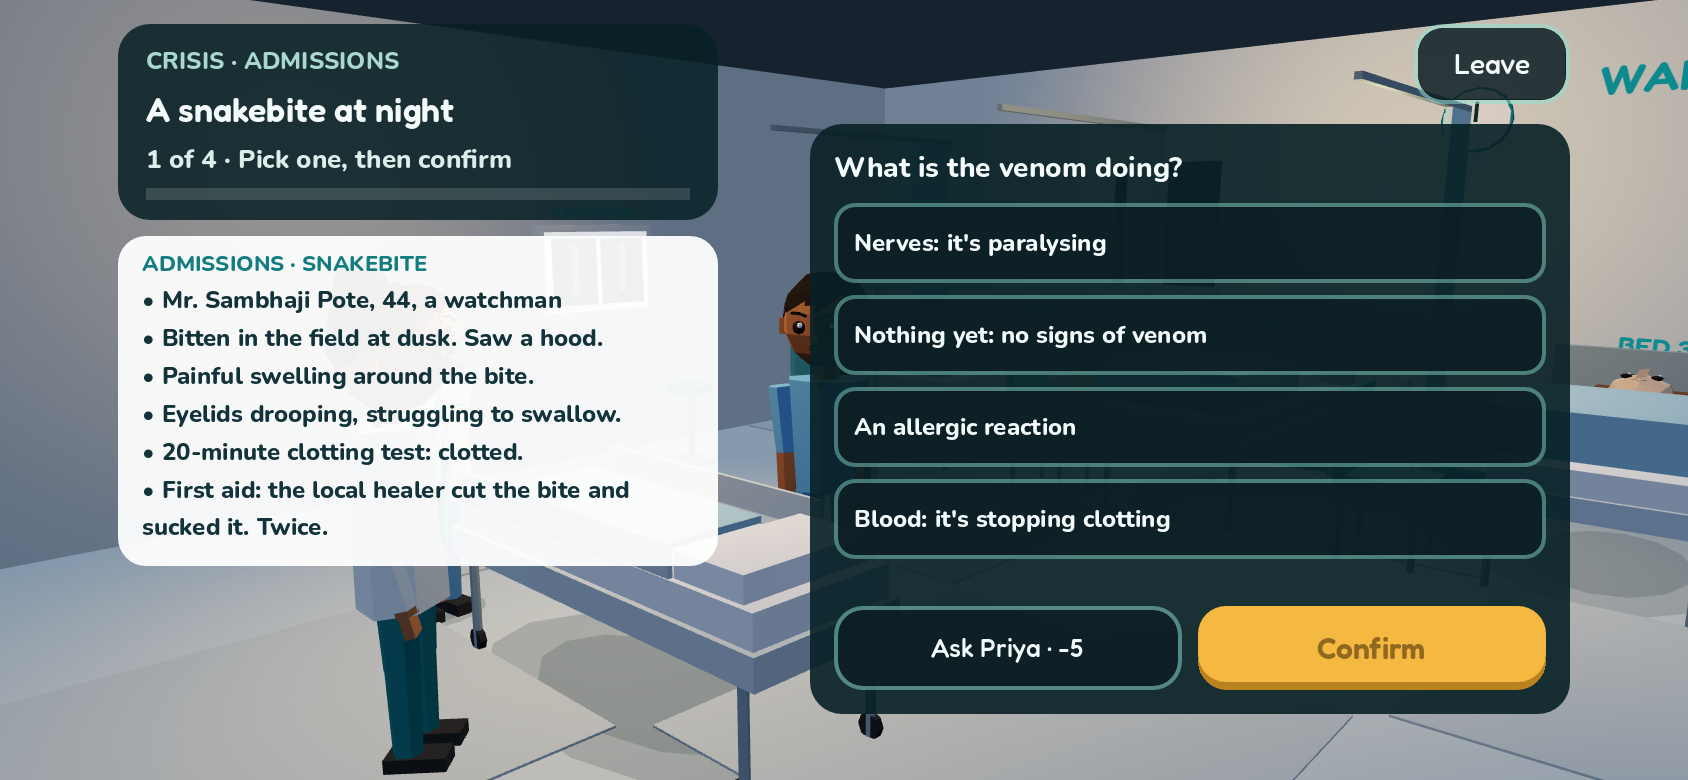 CRISIS · ADMISSIONS
A snakebite at night
1 of 4 · Pick one, then confirm
ADMISSIONS · SNAKEBITE
• Mr. Sambhaji Pote, 44, a watchman
• Bitten in the field at dusk. Saw a hood.
• Painful swelling around the bite.
• Eyelids drooping, struggling to swallow.
• 20-minute clotting test: clotted.
• First aid: the local healer cut the bite and
sucked it. Twice.
Leave
What is the venom doing?
Nerves: it's paralysing
Nothing yet: no signs of venom
An allergic reaction
Blood: it's stopping clotting
Ask Priya · -5
Confirm
BED 3